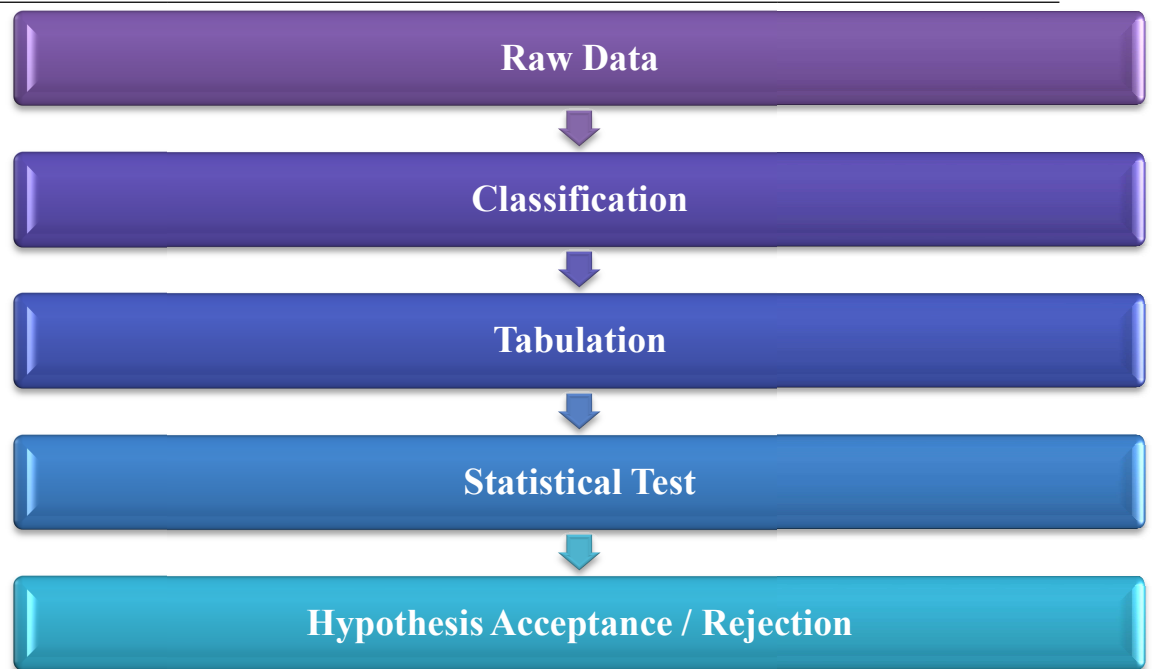 Raw Data
Classification
Tabulation
Statistical Test
Hypothesis Acceptance / Rejection